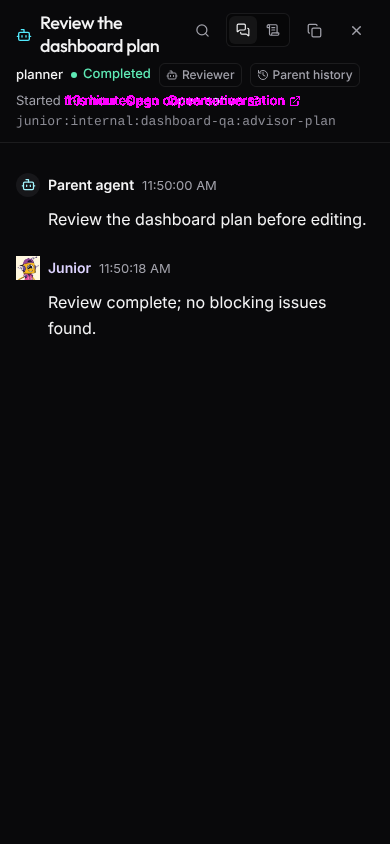 Review the
dashboard plan
planner Completed Reviewer Parent history
Started
junior:internal:dashboard-qa:advisor-plan
Parent agent 11:50:00 AM
Review the dashboard plan before editing.
Junior 11:50:18 AM
Review complete; no blocking issues
found.